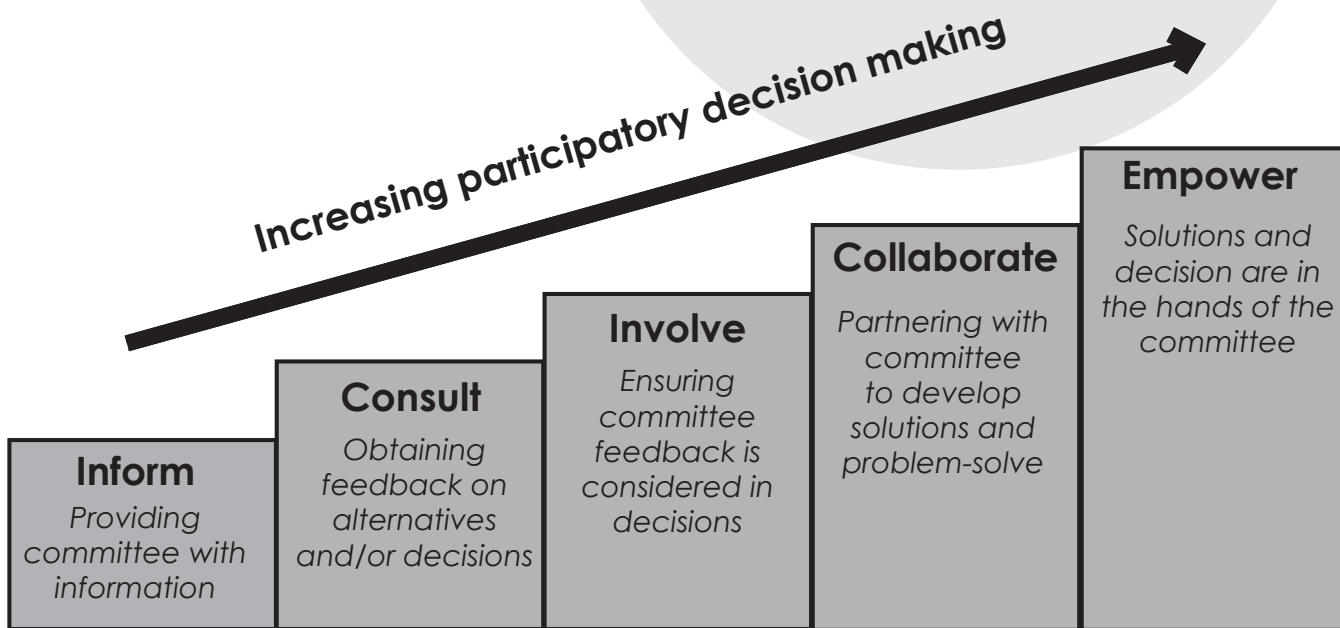 Increasing participatory decision making
Inform
Providing
committee with
information
Consult
Obtaining
feedback on
alternatives
and/or decisions
Involve
Ensuring
committee
feedback is
considered in
decisions
Collaborate
Partnering with
committee
to develop
solutions and
problem-solve
Empower
Solutions and
decision are in
the hands of the
committee